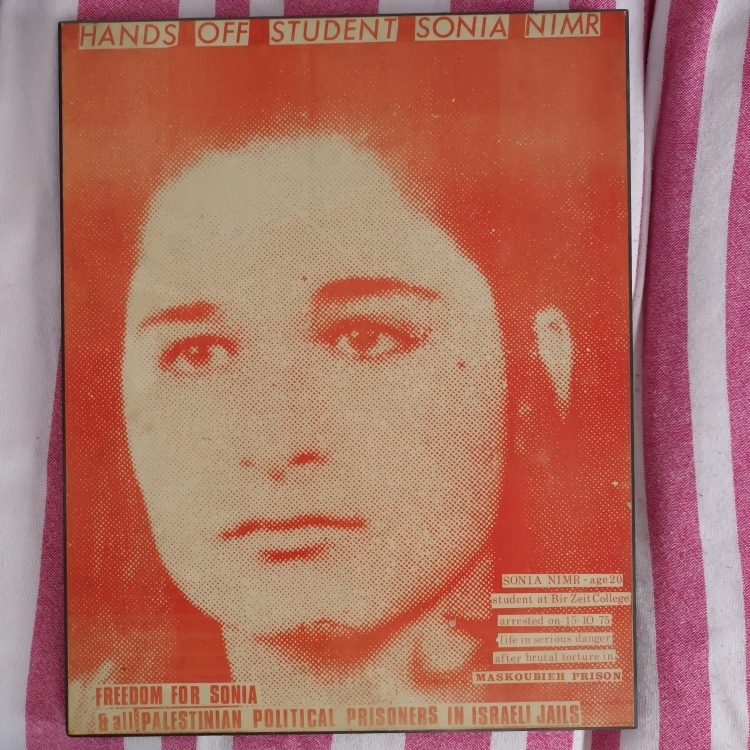 HANDS OFF STUDENT SONIA NIMR
SONIA NIMR - age 20
student at Bir Zeit College
arrested on 15-10-75
life in serious danger
after brutal torture in
MASKOUBIEH PRISON
FREEDOM FOR SONIA
& all PALESTINIAN POLITICAL PRISONERS IN ISRAELI JAILS